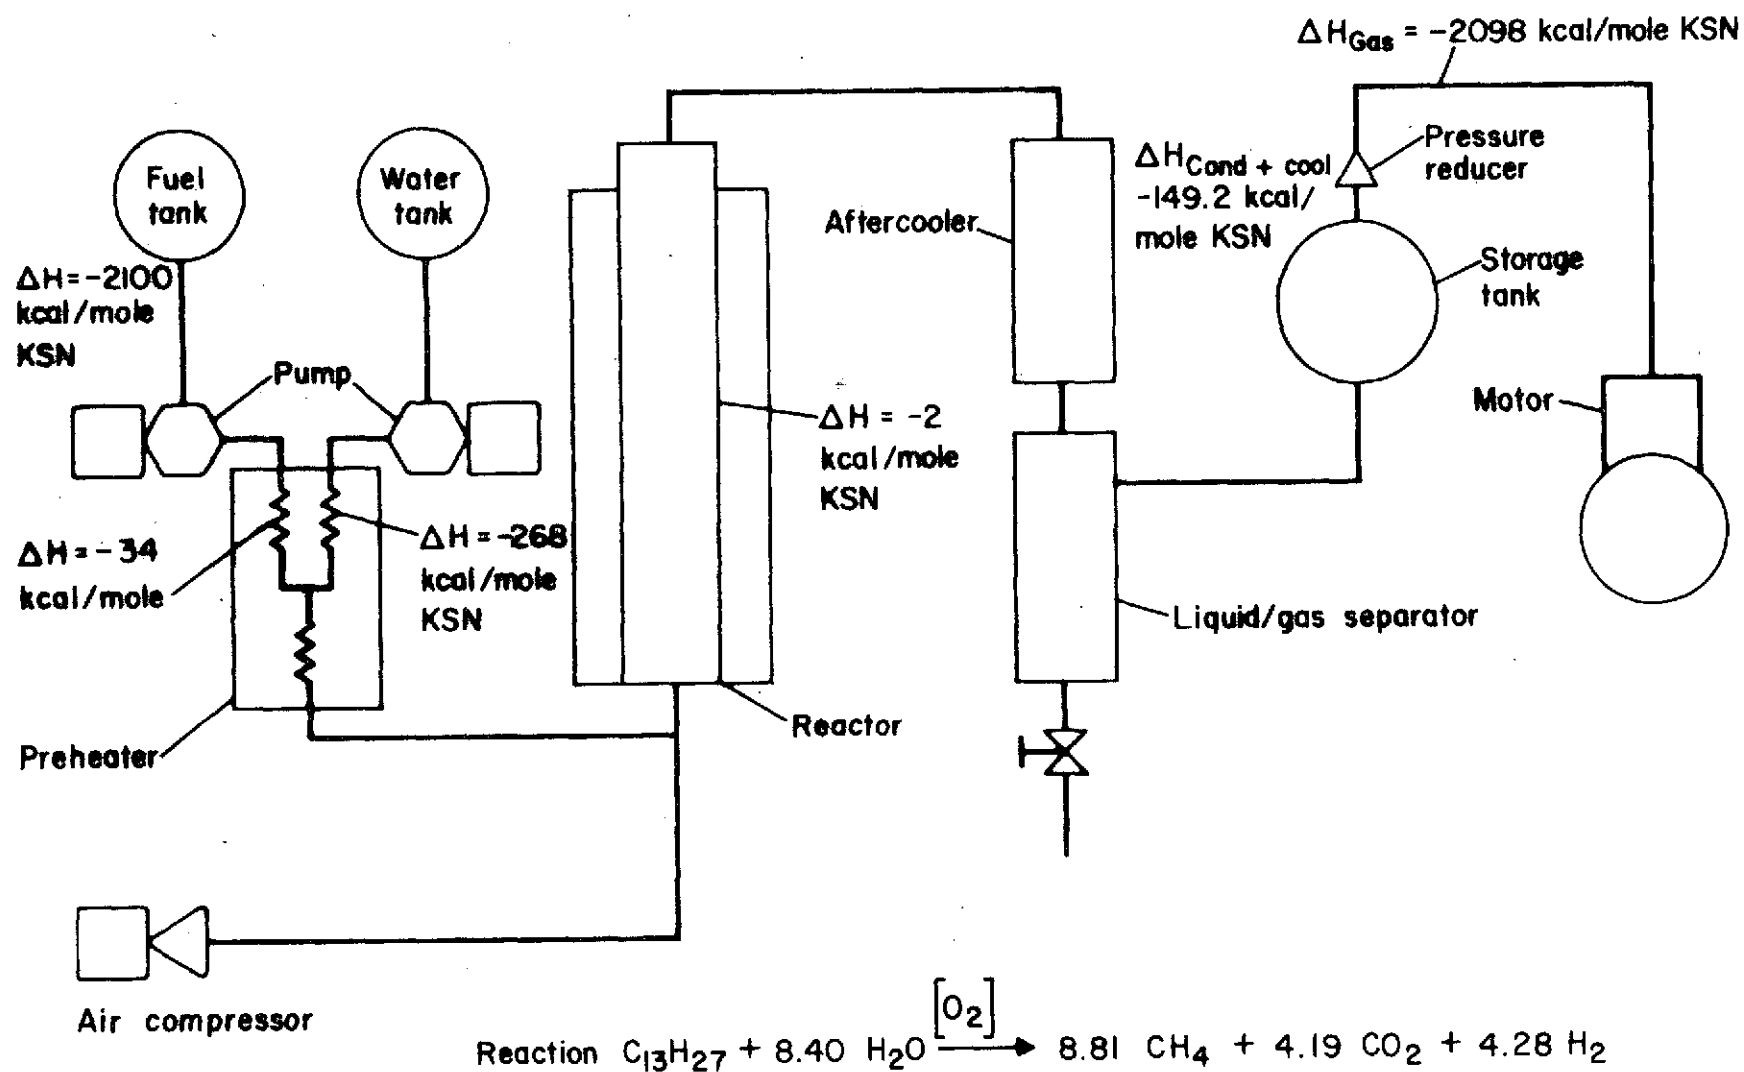 ΔH_Gas = -2098 kcal/mole KSN
Fuel
tank
Water
tank
ΔH = -2100
kcal/mole
KSN
Pump
ΔH = -34
kcal/mole
ΔH = -268
kcal/mole
KSN
Preheater
ΔH = -2
kcal/mole
KSN
Reactor
Aftercooler
ΔH_Cond + cool
-149.2 kcal/
mole KSN
Pressure
reducer
Storage
tank
Motor
Liquid/gas separator
Air compressor
[O₂]
Reaction C₁₃H₂₇ + 8.40 H₂O → 8.81 CH₄ + 4.19 CO₂ + 4.28 H₂